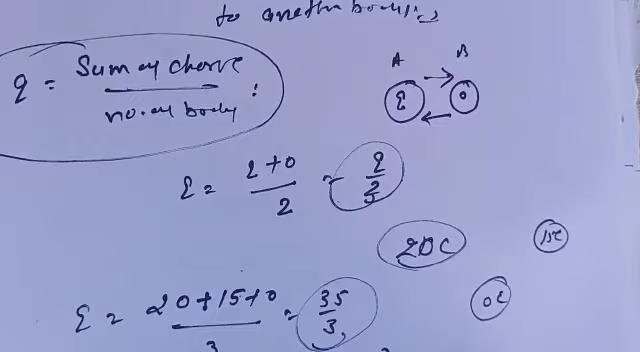 to another bodies
q = Sum of charge / no. of body :
A B
q 0
q = q+0 / 2 = q / 2
20C 15C
q = 20+15+0 / 3 = 35 / 3,
0C